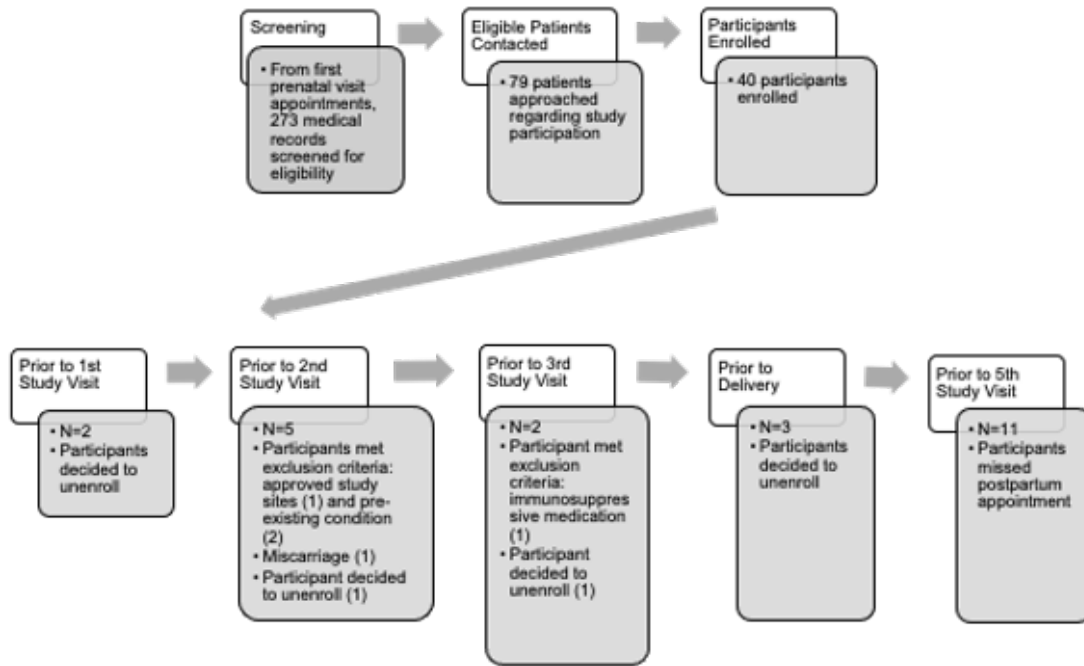 Screening
• From first
prenatal visit
appointments,
273 medical
records
screened for
eligibility
Eligible Patients
Contacted
• 79 patients
approached
regarding study
participation
Participants
Enrolled
• 40 participants
enrolled
Prior to 1st
Study Visit
• N=2
• Participants
decided to
unenroll
Prior to 2nd
Study Visit
• N=5
• Participants met
exclusion criteria:
approved study
sites (1) and pre-
existing condition
(2)
• Miscarriage (1)
• Participant decided
to unenroll (1)
Prior to 3rd
Study Visit
• N=2
• Participant met
exclusion
criteria:
immunosuppres
sive medication
(1)
• Participant
decided to
unenroll (1)
Prior to
Delivery
• N=3
• Participants
decided to
unenroll
Prior to 5th
Study Visit
• N=11
• Participants
missed
postpartum
appointment